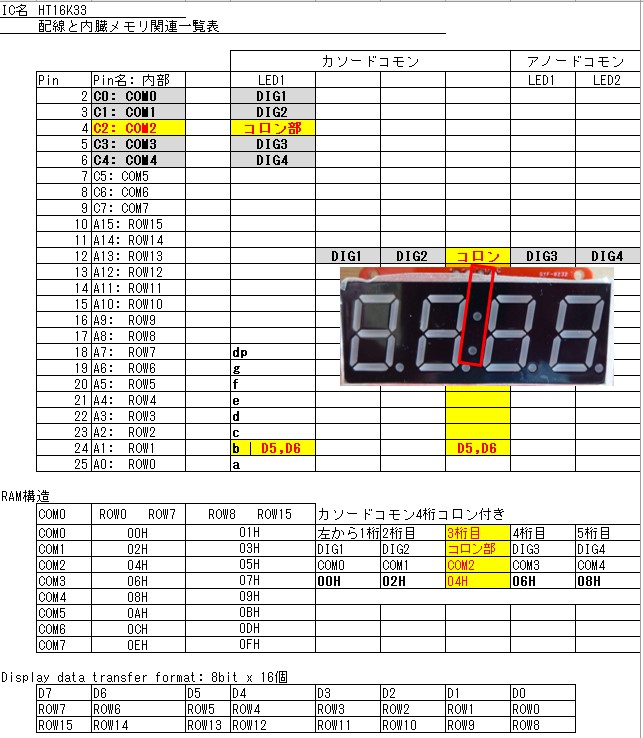 IC名 HT16K33
配線と内臓メモリ関連一覧表
カソードコモン アノードコモン
Pin Pin名: 内部 LED1 LED1 LED2
2 C0: COM0 DIG1
3 C1: COM1 DIG2
4 C2: COM2 コロン部
5 C3: COM3 DIG3
6 C4: COM4 DIG4
7 C5: COM5
8 C6: COM6
9 C7: COM7
10 A15: ROW15
11 A14: ROW14
12 A13: ROW13 DIG1 DIG2 コロン DIG3 DIG4
13 A12: ROW12
14 A11: ROW11
15 A10: ROW10
16 A9: ROW9
17 A8: ROW8
18 A7: ROW7 dp
19 A6: ROW6 g
20 A5: ROW5 f
21 A4: ROW4 e
22 A3: ROW3 d
23 A2: ROW2 c
24 A1: ROW1 b D5,D6 D5,D6
25 A0: ROW0 a
RAM構造
COM0 ROW0 ROW7 ROW8 ROW15 カソードコモン4桁コロン付き
COM0 00H 01H 左から1桁 2桁目 3桁目 4桁目 5桁目
COM1 02H 03H DIG1 DIG2 コロン部 DIG3 DIG4
COM2 04H 05H COM0 COM1 COM2 COM3 COM4
COM3 06H 07H 00H 02H 04H 06H 08H
COM4 08H 09H
COM5 0AH 0BH
COM6 0CH 0DH
COM7 0EH 0FH
Display data transfer format: 8bit x 16個
D7 D6 D5 D4 D3 D2 D1 D0
ROW7 ROW6 ROW5 ROW4 ROW3 ROW2 ROW1 ROW0
ROW15 ROW14 ROW13 ROW12 ROW11 ROW10 ROW9 ROW8